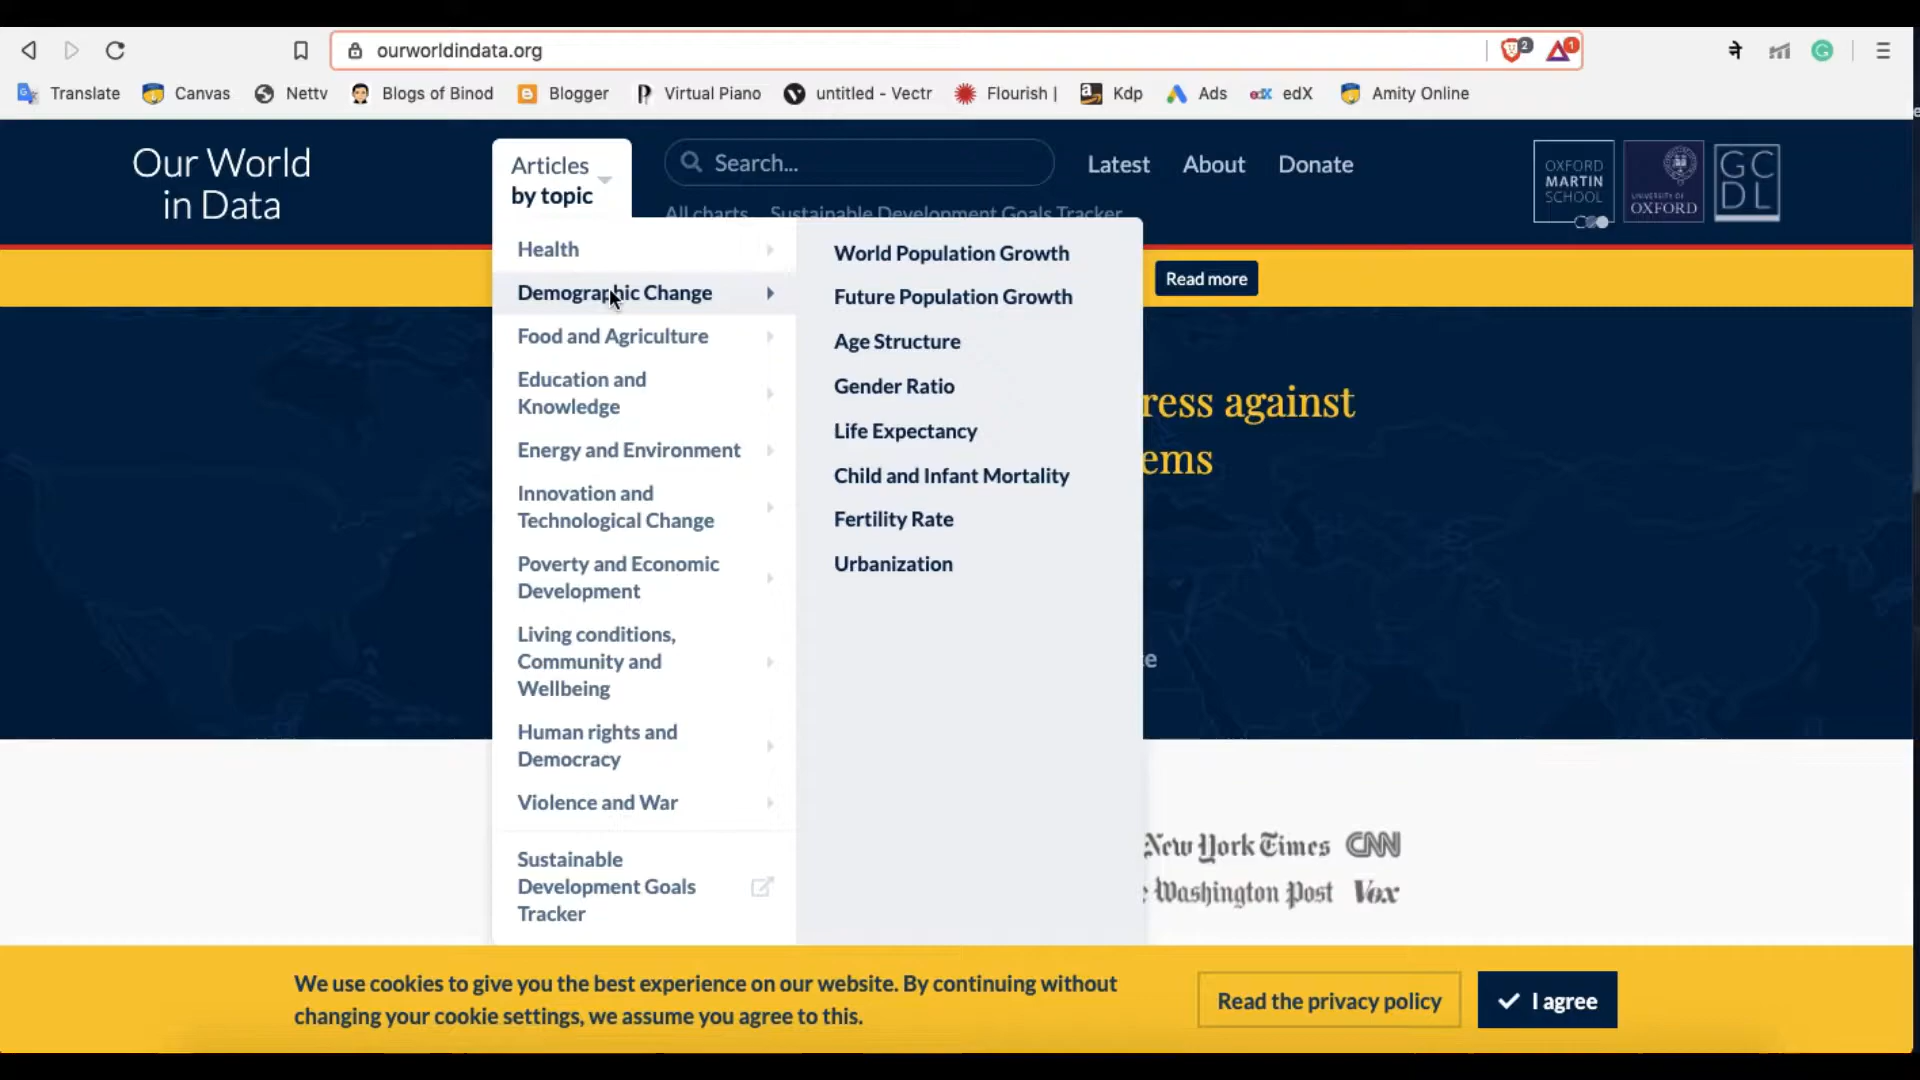 ourworldindata.org
2
1
ने
Translate
Canvas
Nettv
Blogs of Binod
Blogger
Virtual Piano
untitled - Vectr
Flourish |
Kdp
Ads
edX
Amity Online
Our World
in Data
Articles
by topic
Search...
All charts
Sustainable Development Goals Tracker
Latest
About
Donate
OXFORD
MARTIN
SCHOOL
UNIVERSITY OF
OXFORD
GC
DL
Health
Demographic Change
Food and Agriculture
Education and
Knowledge
Energy and Environment
Innovation and
Technological Change
Poverty and Economic
Development
Living conditions,
Community and
Wellbeing
Human rights and
Democracy
Violence and War
Sustainable
Development Goals
Tracker
World Population Growth
Future Population Growth
Age Structure
Gender Ratio
Life Expectancy
Child and Infant Mortality
Fertility Rate
Urbanization
Read more
ress against
ems
New York Times
CNN
Washington Post
Vox
We use cookies to give you the best experience on our website. By continuing without
changing your cookie settings, we assume you agree to this.
Read the privacy policy
I agree